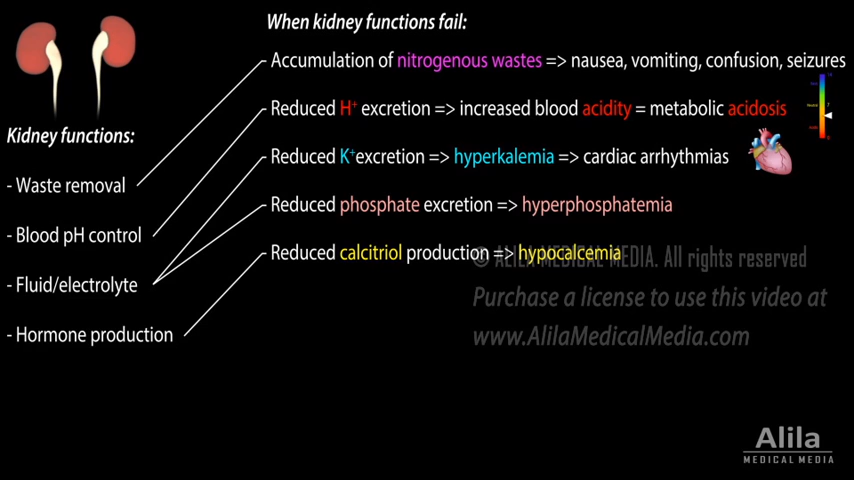 When kidney functions fail:
Accumulation of nitrogenous wastes => nausea, vomiting, confusion, seizures
Reduced H+ excretion => increased blood acidity = metabolic acidosis
Reduced K+ excretion => hyperkalemia => cardiac arrhythmias
Reduced phosphate excretion => hyperphosphatemia
Reduced calcitriol production => hypocalcemia
Kidney functions:
- Waste removal
- Blood pH control
- Fluid/electrolyte
- Hormone production
© ALILA MEDICAL MEDIA. All rights reserved
Purchase a license to use this video at
www.AlilaMedicalMedia.com
Alila
MEDICAL MEDIA